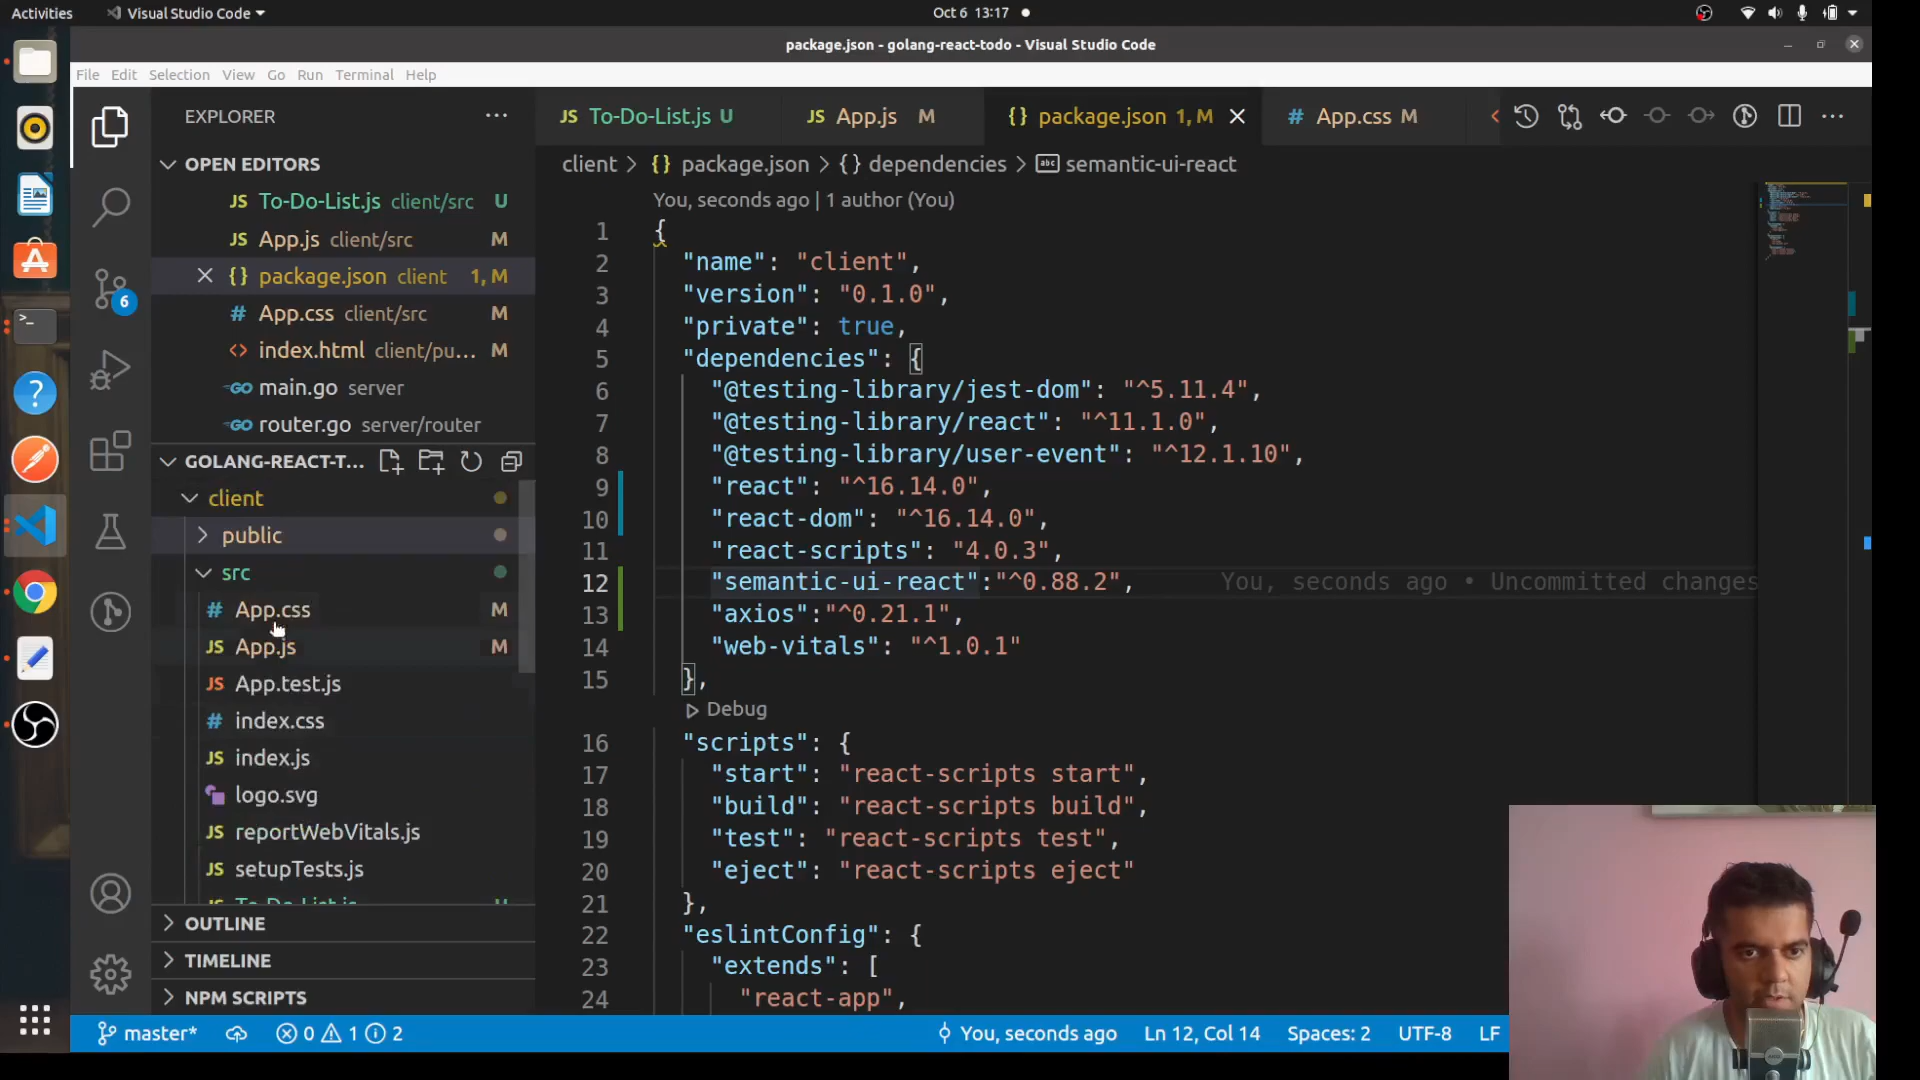 Activities
Visual Studio Code
Oct 6 13:17
package.json - golang-react-todo - Visual Studio Code
File Edit Selection View Go Run Terminal Help
EXPLORER
To-Do-List.js U
App.js M
{} package.json 1, M
# App.css M
OPEN EDITORS
client > {} package.json > {} dependencies > abc semantic-ui-react
JS To-Do-List.js client/src U
JS App.js client/src M
{} package.json client 1, M
# App.css client/src M
<> index.html client/pu... M
GO main.go server
GO router.go server/router
GOLANG-REACT-T...
client
public
src
# App.css M
JS App.js M
JS App.test.js
# index.css
JS index.js
logo.svg
JS reportWebVitals.js
JS setupTests.js
To-Do-List.js U
OUTLINE
TIMELINE
NPM SCRIPTS
6
You, seconds ago | 1 author (You)
1 {
2 "name": "client",
3 "version": "0.1.0",
4 "private": true,
5 "dependencies": {
6 "@testing-library/jest-dom": "^5.11.4",
7 "@testing-library/react": "^11.1.0",
8 "@testing-library/user-event": "^12.1.10",
9 "react": "^16.14.0",
10 "react-dom": "^16.14.0",
11 "react-scripts": "4.0.3",
12 "semantic-ui-react":"^0.88.2", You, seconds ago • Uncommitted changes
13 "axios":"^0.21.1",
14 "web-vitals": "^1.0.1"
15 },
Debug
16 "scripts": {
17 "start": "react-scripts start",
18 "build": "react-scripts build",
19 "test": "react-scripts test",
20 "eject": "react-scripts eject"
21 },
22 "eslintConfig": {
23 "extends": [
24 "react-app",
master* 0 1 2
You, seconds ago Ln 12, Col 14 Spaces: 2 UTF-8 LF